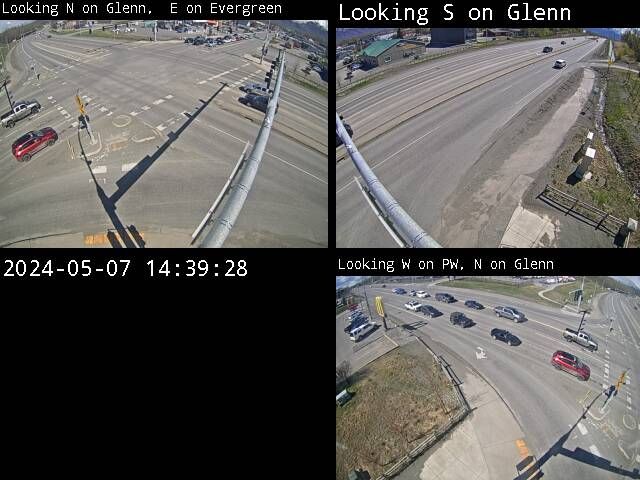 Looking N on Glenn, E on Evergreen
Looking S on Glenn
2024-05-07 14:39:28
Looking W on PW, N on Glenn